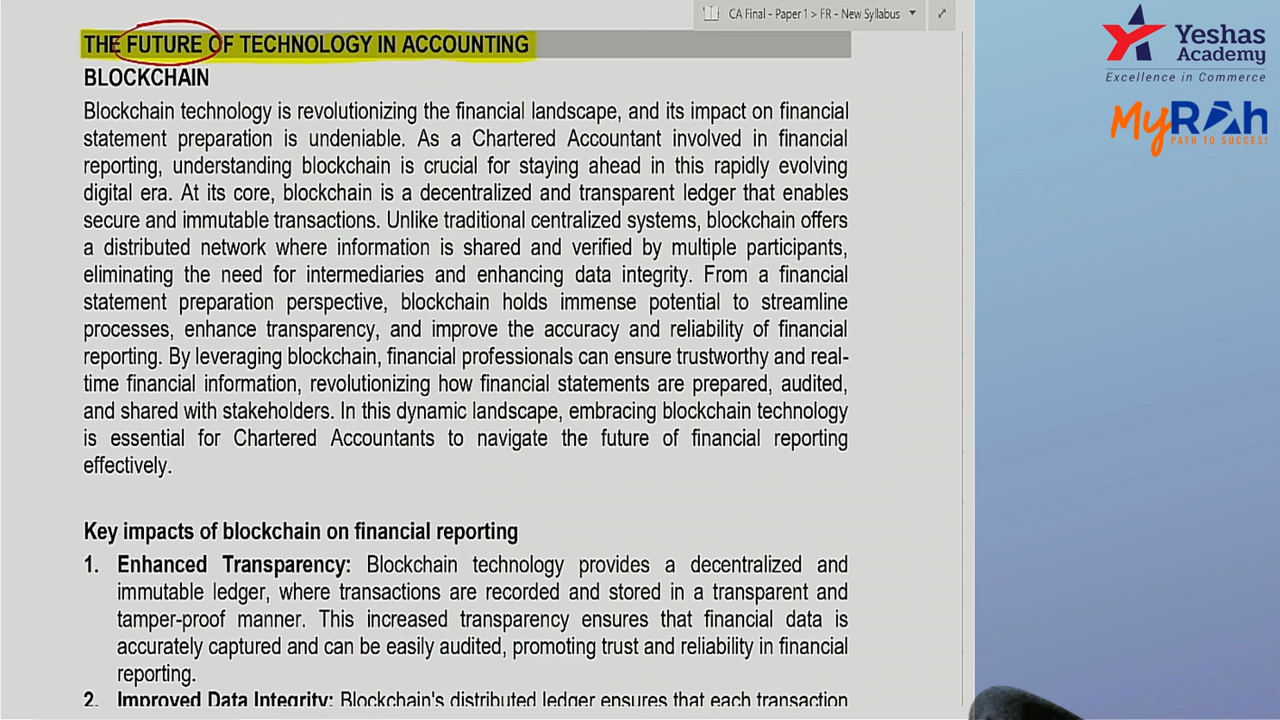 CA Final - Paper 1 > FR - New Syllabus
THE FUTURE OF TECHNOLOGY IN ACCOUNTING
BLOCKCHAIN
Blockchain technology is revolutionizing the financial landscape, and its impact on financial
statement preparation is undeniable. As a Chartered Accountant involved in financial
reporting, understanding blockchain is crucial for staying ahead in this rapidly evolving
digital era. At its core, blockchain is a decentralized and transparent ledger that enables
secure and immutable transactions. Unlike traditional centralized systems, blockchain offers
a distributed network where information is shared and verified by multiple participants,
eliminating the need for intermediaries and enhancing data integrity. From a financial
statement preparation perspective, blockchain holds immense potential to streamline
processes, enhance transparency, and improve the accuracy and reliability of financial
reporting. By leveraging blockchain, financial professionals can ensure trustworthy and real-
time financial information, revolutionizing how financial statements are prepared, audited,
and shared with stakeholders. In this dynamic landscape, embracing blockchain technology
is essential for Chartered Accountants to navigate the future of financial reporting
effectively.
Key impacts of blockchain on financial reporting
1. Enhanced Transparency: Blockchain technology provides a decentralized and
immutable ledger, where transactions are recorded and stored in a transparent and
tamper-proof manner. This increased transparency ensures that financial data is
accurately captured and can be easily audited, promoting trust and reliability in financial
reporting.
2. Improved Data Integrity: Blockchain's distributed ledger ensures that each transaction
Yeshas
Academy
Excellence in Commerce
MyRAh
PATH TO SUCCESS